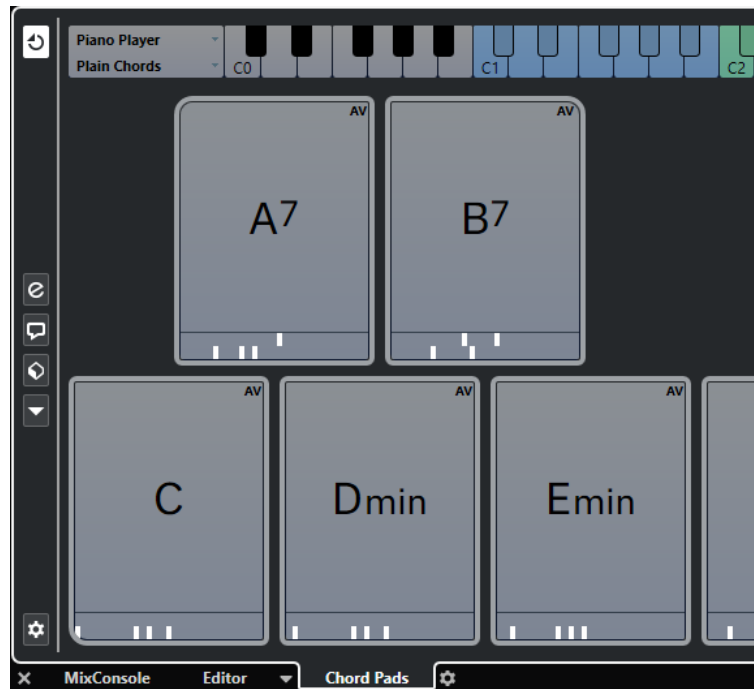 Piano Player
Plain Chords
C0 C1 C2
AV AV
A7 B7
AV AV AV
C Dmin Emin
MixConsole Editor Chord Pads